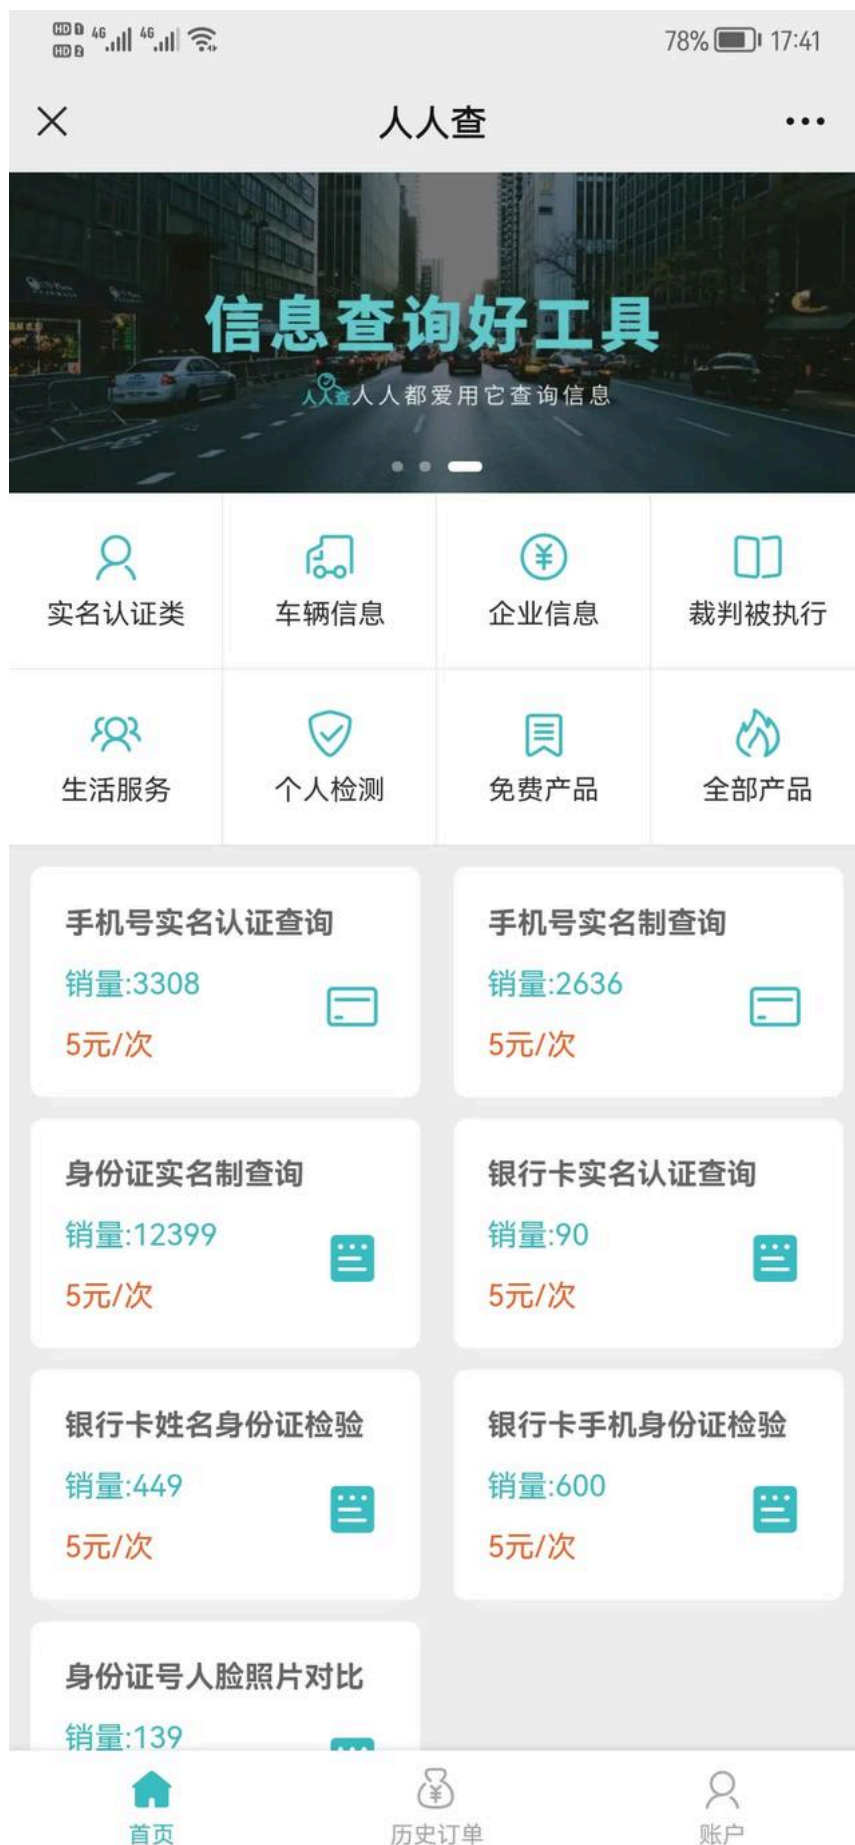 HD 1 4G 4G 78% 17:41
HD 2
人人查
信息查询好工具
人人查人人都爱用它查询信息
实名认证类 车辆信息 企业信息 裁判被执行
生活服务 个人检测 免费产品 全部产品
手机号实名认证查询
销量:3308
5元/次
手机号实名制查询
销量:2636
5元/次
身份证实名制查询
销量:12399
5元/次
银行卡实名认证查询
销量:90
5元/次
银行卡姓名身份证检验
销量:449
5元/次
银行卡手机身份证检验
销量:600
5元/次
身份证号人脸照片对比
销量:139
首页 历史订单 账户